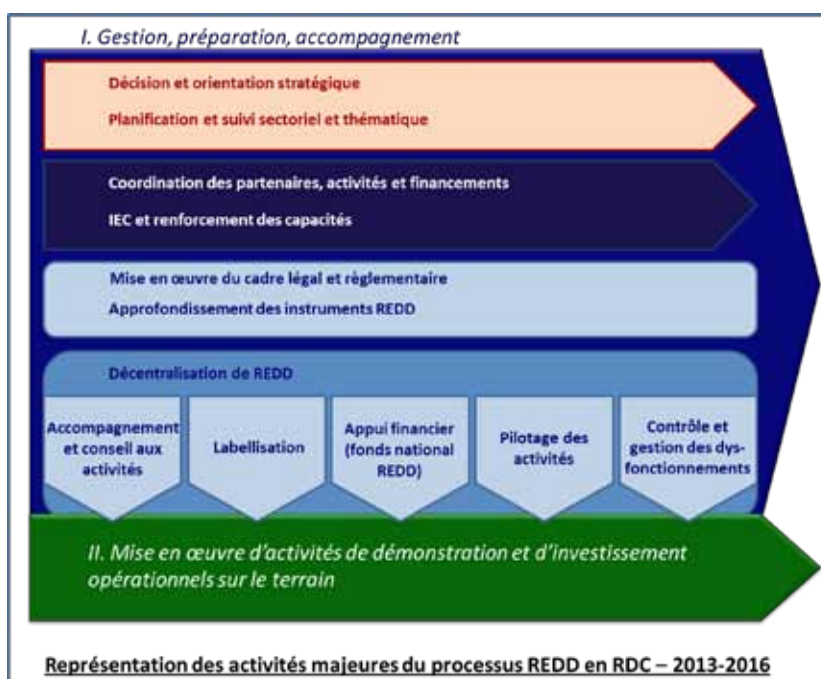 I. Gestion, préparation, accompagnement
Décision et orientation stratégique
Planification et suivi sectoriel et thématique
Coordination des partenaires, activités et financements
IEC et renforcement des capacités
Mise en œuvre du cadre légal et règlementaire
Approfondissement des instruments REDD
Décentralisation de REDD
Accompagnement
et conseil aux
activités
Labellisation
Appui financier
(fonds national
REDD)
Pilotage des
activités
Contrôle et
gestion des dys-
fonctionnements
II. Mise en œuvre d'activités de démonstration et d'investissement
opérationnels sur le terrain
Représentation des activités majeures du processus REDD en RDC – 2013-2016